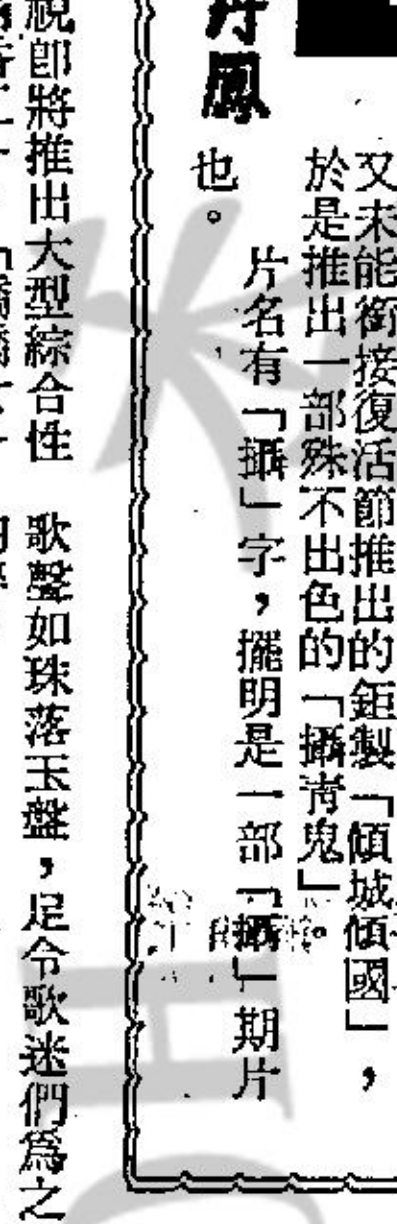 又未能銜接復活節推出的鉅製「傾城傾國」，
於是推出一部殊不出色的「攝青鬼」。
片名有「攝」字，擺明是一部「攝」期片
也。
丹鳳
視即將推出大型綜合性
歌聲如珠落玉盤，足令歌迷們為之